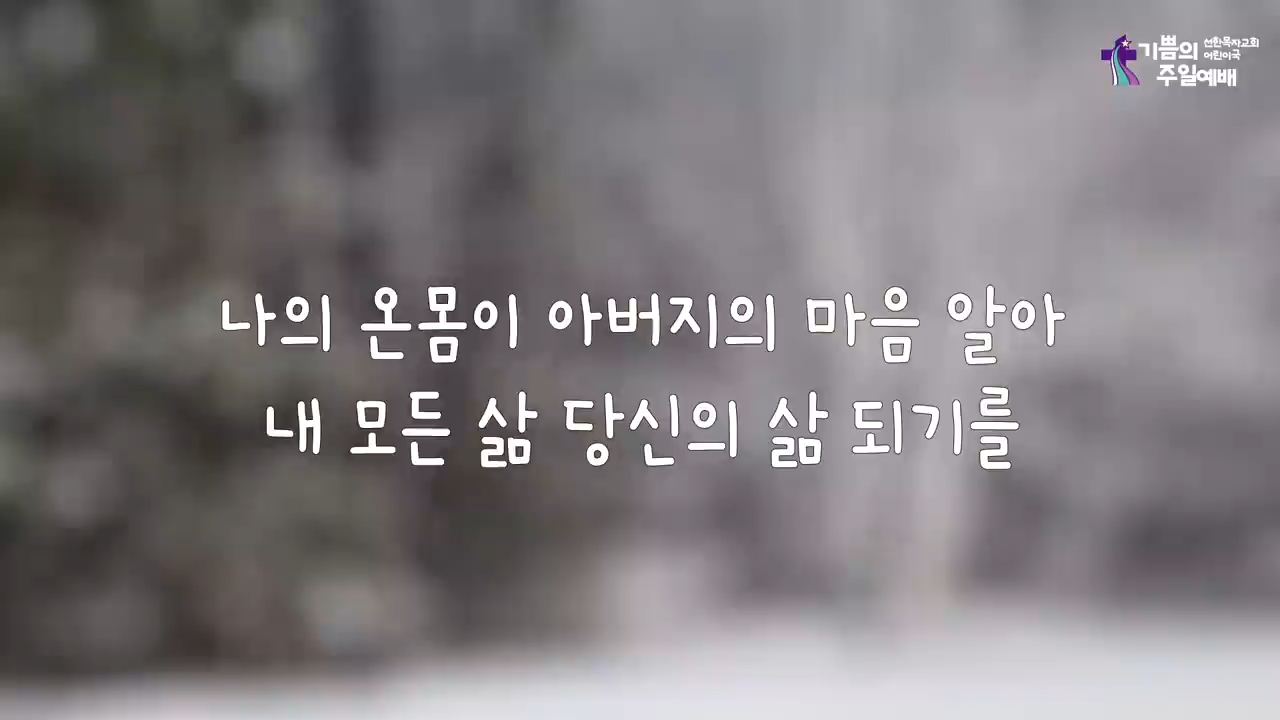 기쁨의 선한목자교회
어린이국
주일예배
나의 온몸이 아버지의 마음 알아
내 모든 삶 당신의 삶 되기를